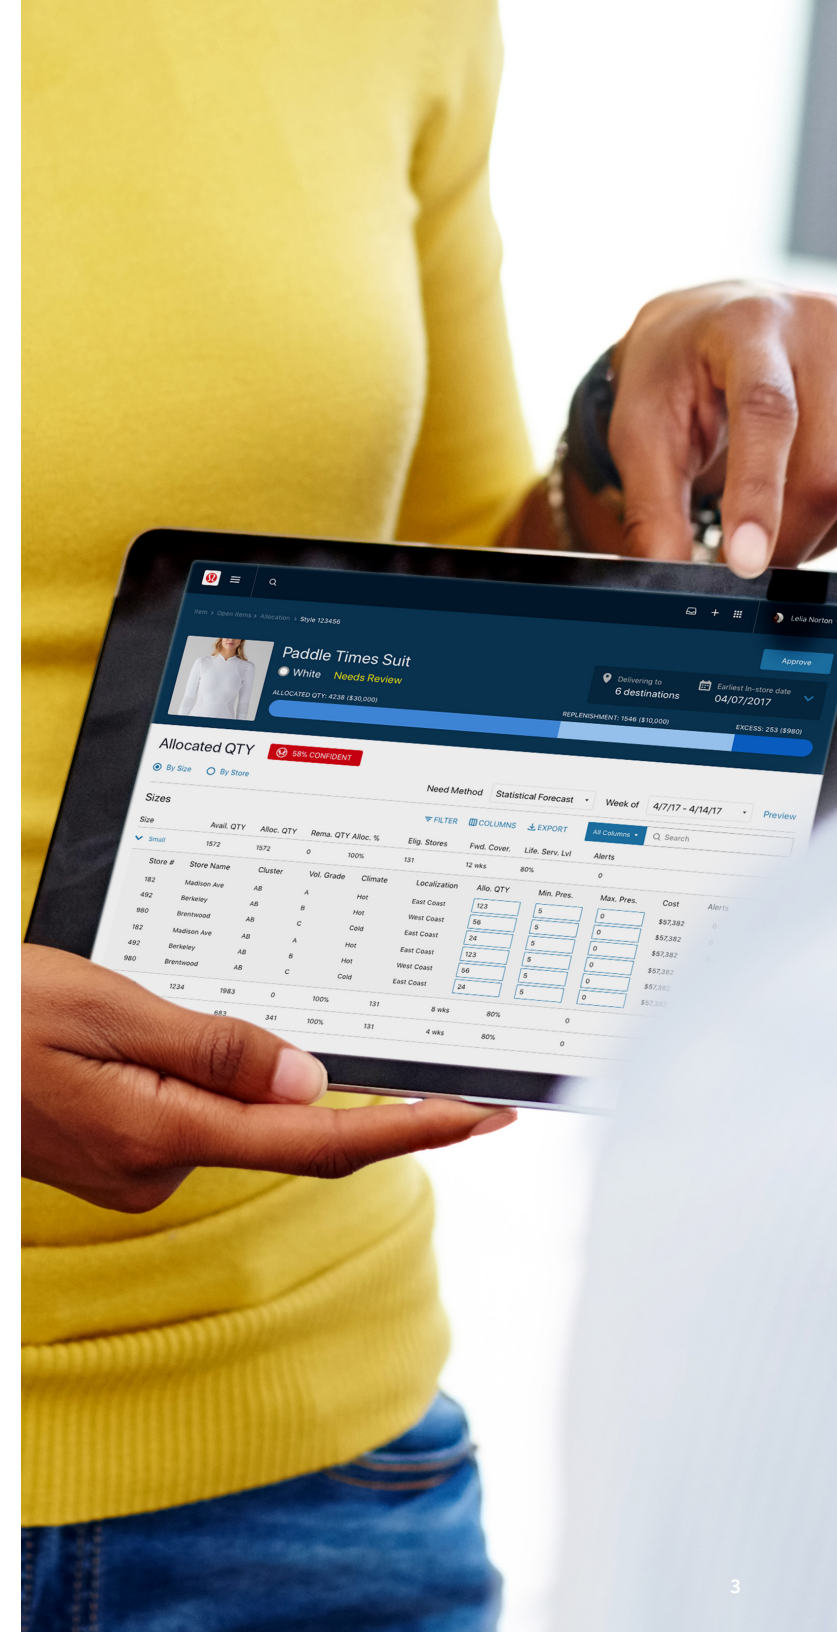 Lelia Norton
Item > Open Items > Allocation > Style 123456
Approve
Paddle Times Suit
White Needs Review
Delivering to
6 destinations
Earliest In-store date
04/07/2017
ALLOCATED QTY: 4238 ($30,000)
REPLENISHMENT: 1546 ($10,000)
EXCESS: 253 ($980)
Allocated QTY 58% CONFIDENT
By Size By Store
Need Method Statistical Forecast Week of 4/7/17 - 4/14/17 Preview
Sizes
FILTER COLUMNS EXPORT All Columns Search
Size Avail. QTY Alloc. QTY Rema. QTY Alloc. % Elig. Stores Fwd. Cover. Life. Serv. Lvl Alerts
Small 1572 1572 0 100% 131 12 wks 80% 0
Store # Store Name Cluster Vol. Grade Climate Localization Allo. QTY Min. Pres. Max. Pres. Cost Alerts
182 Madison Ave AB A Hot East Coast 123 5 0 $57,382 0
492 Berkeley AB B Hot West Coast 56 5 0 $57,382
980 Brentwood AB C Cold East Coast 24 5 0 $57,382
182 Madison Ave AB A Hot East Coast 123 5 0 $57,382
492 Berkeley AB B Hot West Coast 56 5 0 $57,382
980 Brentwood AB C Cold East Coast 24 5 0 $57,382
1234 1983 0 100% 131 8 wks 80% 0
683 341 100% 131 4 wks 80% 0
3